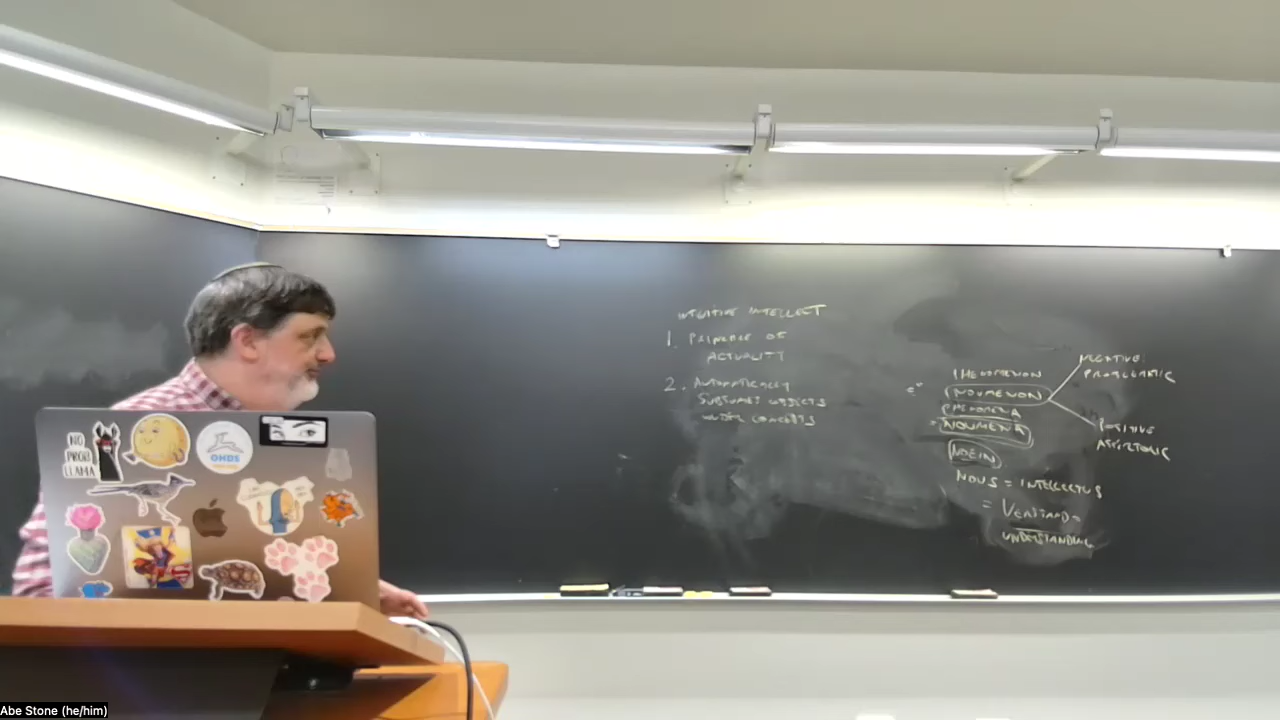 INTUITIVE INTELLECT
1. PRINCIPLE OF
ACTUALITY
2. AUTOMATICALLY
SUBSUMES OBJECTS
UNDER CONCEPTS
PHENOMENON
NOUMENON
PHENOMENA
NOUMENA
NOEIN
NOUS = INTELLECTUS
= VERSTAND =
UNDERSTANDING
NEGATIVE:
PROBLEMATIC
POSITIVE
ASSERTORIC
NO
PROB
LLAMA
OHDS
Abe Stone (he/him)